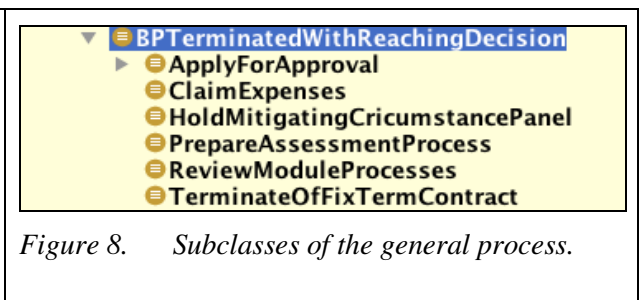 BPTerminatedWithReachingDecision
ApplyForApproval
ClaimExpenses
HoldMitigatingCricumstancePanel
PrepareAssessmentProcess
ReviewModuleProcesses
TerminateOfFixTermContract
Figure 8. Subclasses of the general process.